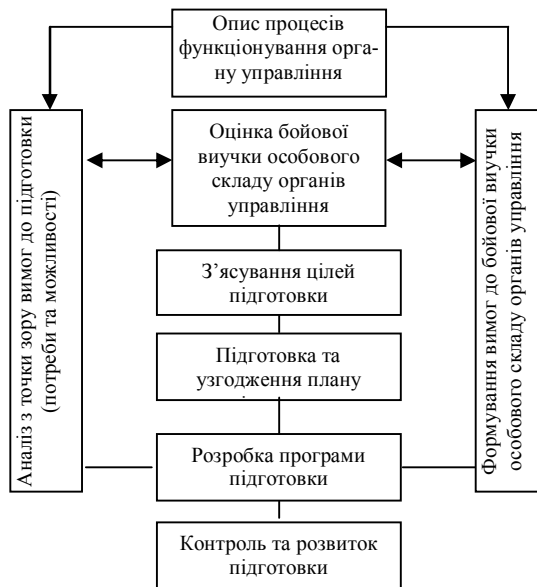 Опис процесів
функціонування орга-
ну управління
Аналіз з точки зору вимог до підготовки
(потреби та можливості)
Оцінка бойової
виучки особового
складу органів
управління
Формування вимог до бойової виучки
особового складу органів управління
З’ясування цілей
підготовки
Підготовка та
узгодження плану
Розробка програми
підготовки
Контроль та розвиток
підготовки